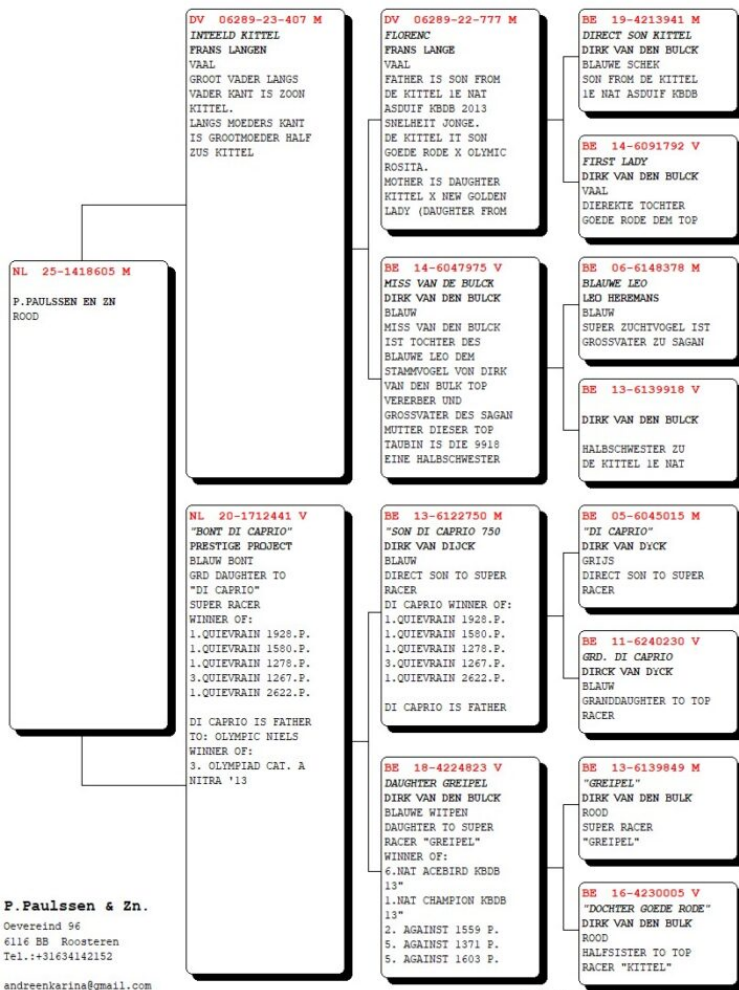 NL 25-1418605 M
P.PAULSSEN EN ZN
ROOD
DV 06289-23-407 M
INTEELD KITTEL
FRANS LANGEN
VAAL
GROOT VADER LANGS
VADER KANT IS ZOON
KITTEL.
LANGS MOEDERS KANT
IS GROOTMOEDER HALF
ZUS KITTEL
NL 20-1712441 V
"BONT DI CAPRIO"
PRESTIGE PROJECT
BLAUW BONT
GRD DAUGHTER TO
"DI CAPRIO"
SUPER RACER
WINNER OF:
1.QUIEVRAIN 1928.P.
1.QUIEVRAIN 1580.P.
1.QUIEVRAIN 1278.P.
3.QUIEVRAIN 1267.P.
1.QUIEVRAIN 2622.P.
DI CAPRIO IS FATHER
TO: OLYMPIC NIELS
WINNER OF:
3. OLYMPIAD CAT. A
NITRA '13
DV 06289-22-777 M
FLORENC
FRANS LANGE
VAAL
FATHER IS SON FROM
DE KITTEL 1E NAT
ASDUIF KBDB 2013
SNELHEIT JONGE.
DE KITTEL IT SON
GOEDE RODE X OLYMIC
ROSITA.
MOTHER IS DAUGHTER
KITTEL X NEW GOLDEN
LADY (DAUGHTER FROM
BE 14-6047975 V
MISS VAN DE BULCK
DIRK VAN DEN BULCK
BLAUW
MISS VAN DEN BULCK
IST TOCHTER DES
BLAUWE LEO DEM
STAMMVOGEL VON DIRK
VAN DEN BULK TOP
VERERBER UND
GROSSVATER DES SAGAN
MUTTER DIESER TOP
TAUBIN IS DIE 9918
EINE HALBSCHWESTER
BE 13-6122750 M
"SON DI CAPRIO 750
DIRK VAN DIJCK
BLAUW
DIRECT SON TO SUPER
RACER
DI CAPRIO WINNER OF:
1.QUIEVRAIN 1928.P.
1.QUIEVRAIN 1580.P.
1.QUIEVRAIN 1278.P.
3.QUIEVRAIN 1267.P.
1.QUIEVRAIN 2622.P.
DI CAPRIO IS FATHER
BE 18-4224823 V
DAUGHTER GREIPEL
DIRK VAN DEN BULCK
BLAUWE WITPEN
DAUGHTER TO SUPER
RACER "GREIPEL"
WINNER OF:
6.NAT ACEBIRD KBDB
13"
1.NAT CHAMPION KBDB
13"
2. AGAINST 1559 P.
5. AGAINST 1371 P.
5. AGAINST 1603 P.
BE 19-4213941 M
DIRECT SON KITTEL
DIRK VAN DEN BULCK
BLAUWE SCHEK
SON FROM DE KITTEL
1E NAT ASDUIF KBDB
BE 14-6091792 V
FIRST LADY
DIRK VAN DEN BULCK
VAAL
DIEREKTE TOCHTER
GOEDE RODE DEM TOP
BE 06-6148378 M
BLAUWE LEO
LEO HEREMANS
BLAUW
SUPER ZUCHTVOGEL IST
GROSSVATER ZU SAGAN
BE 13-6139918 V
DIRK VAN DEN BULCK
HALBSCHWESTER ZU
DE KITTEL 1E NAT
BE 05-6045015 M
"DI CAPRIO"
DIRK VAN DYCK
GRIJS
DIRECT SON TO SUPER
RACER
BE 11-6240230 V
GRD. DI CAPRIO
DIRCK VAN DYCK
BLAUW
GRANDDAUGHTER TO TOP
RACER
BE 13-6139849 M
"GREIPEL"
DIRK VAN DEN BULK
ROOD
SUPER RACER
"GREIPEL"
BE 16-4230005 V
"DOCHTER GOEDE RODE"
DIRK VAN DEN BULK
ROOD
HALFSISTER TO TOP
RACER "KITTEL"
P.Paulssen & Zn.
Oevereind 96
6116 BB Roosteren
Tel.:+31634142152
andreenkarina@gmail.com